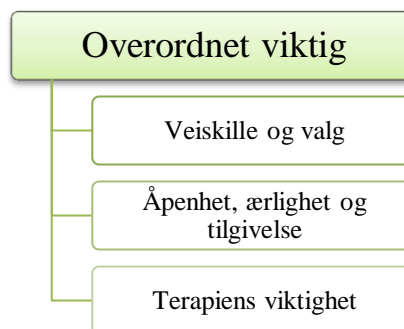 Overordnet viktig
Veiskille og valg
Åpenhet, ærlighet og
tilgivelse
Terapiens viktighet